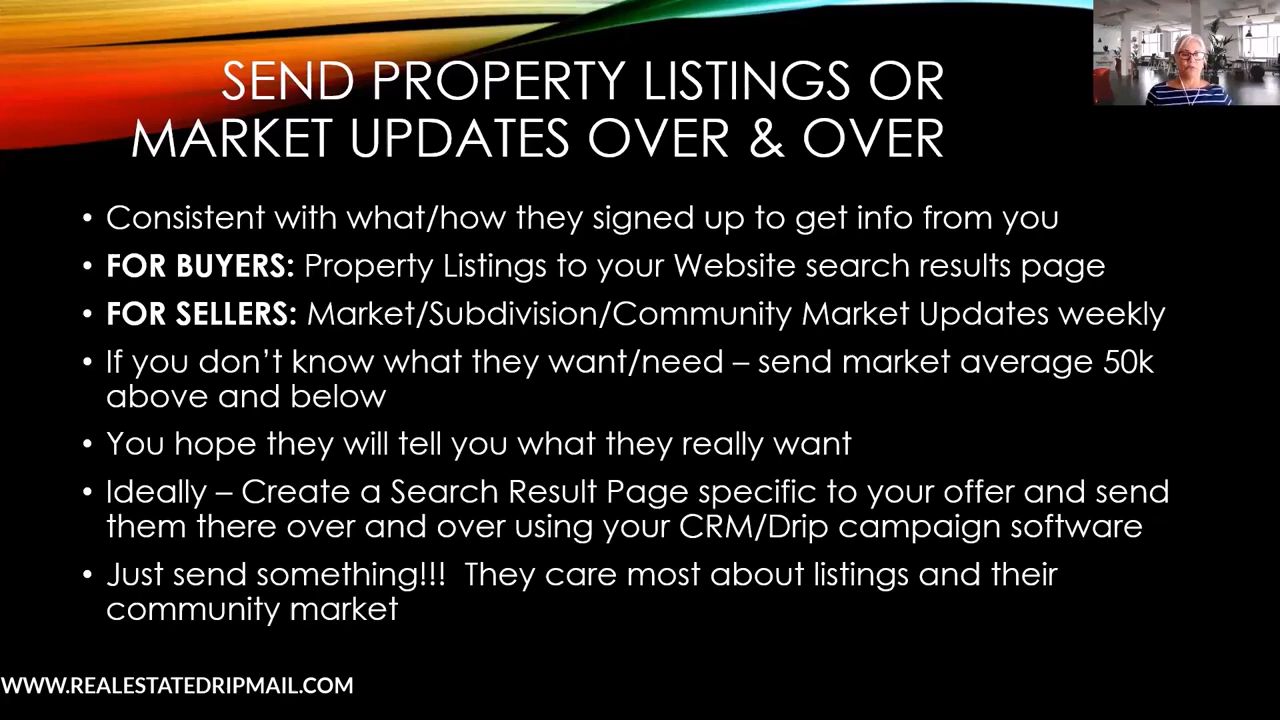 SEND PROPERTY LISTINGS OR
MARKET UPDATES OVER & OVER
• Consistent with what/how they signed up to get info from you
• FOR BUYERS: Property Listings to your Website search results page
• FOR SELLERS: Market/Subdivision/Community Market Updates weekly
• If you don’t know what they want/need – send market average 50k
above and below
• You hope they will tell you what they really want
• Ideally – Create a Search Result Page specific to your offer and send
them there over and over using your CRM/Drip campaign software
• Just send something!!!  They care most about listings and their
community market
WWW.REALESTATEDRIPMAIL.COM